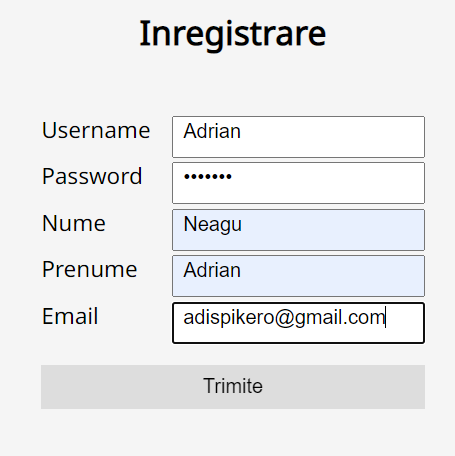 Inregistrare
Username Adrian
Password •••••••
Nume Neagu
Prenume Adrian
Email adispikero@gmail.com
Trimite